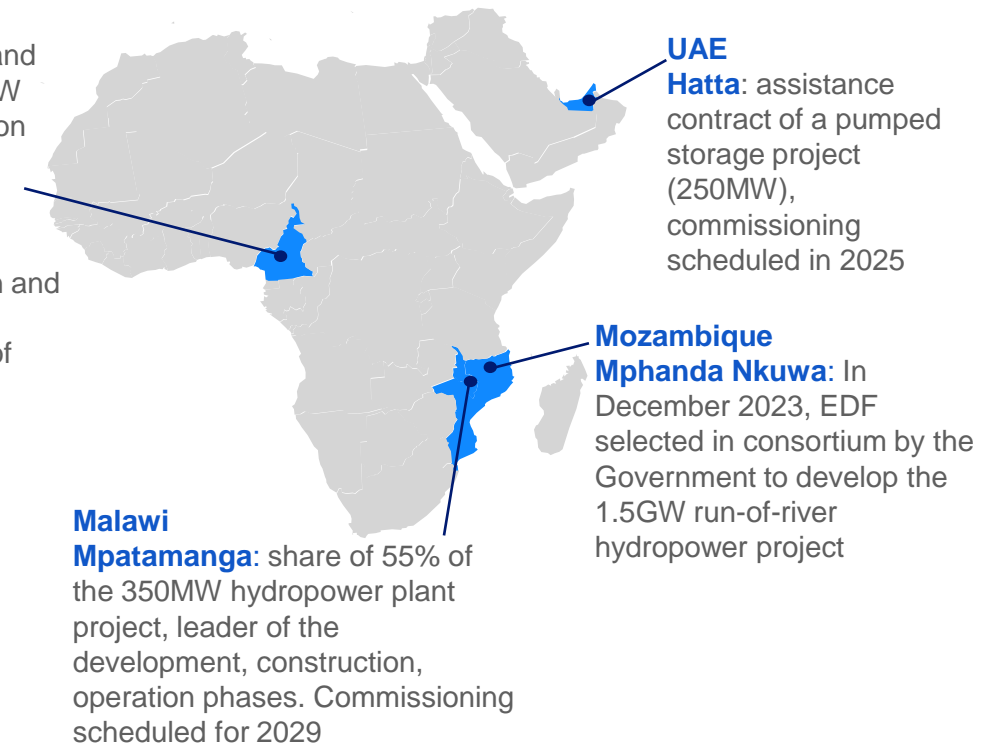 and
W
on
n and
of
UAE
Hatta: assistance
contract of a pumped
storage project
(250MW),
commissioning
scheduled in 2025
Mozambique
Mphanda Nkuwa: In
December 2023, EDF
selected in consortium by the
Government to develop the
1.5GW run-of-river
hydropower project
Malawi
Mpatamanga: share of 55% of
the 350MW hydropower plant
project, leader of the
development, construction,
operation phases. Commissioning
scheduled for 2029